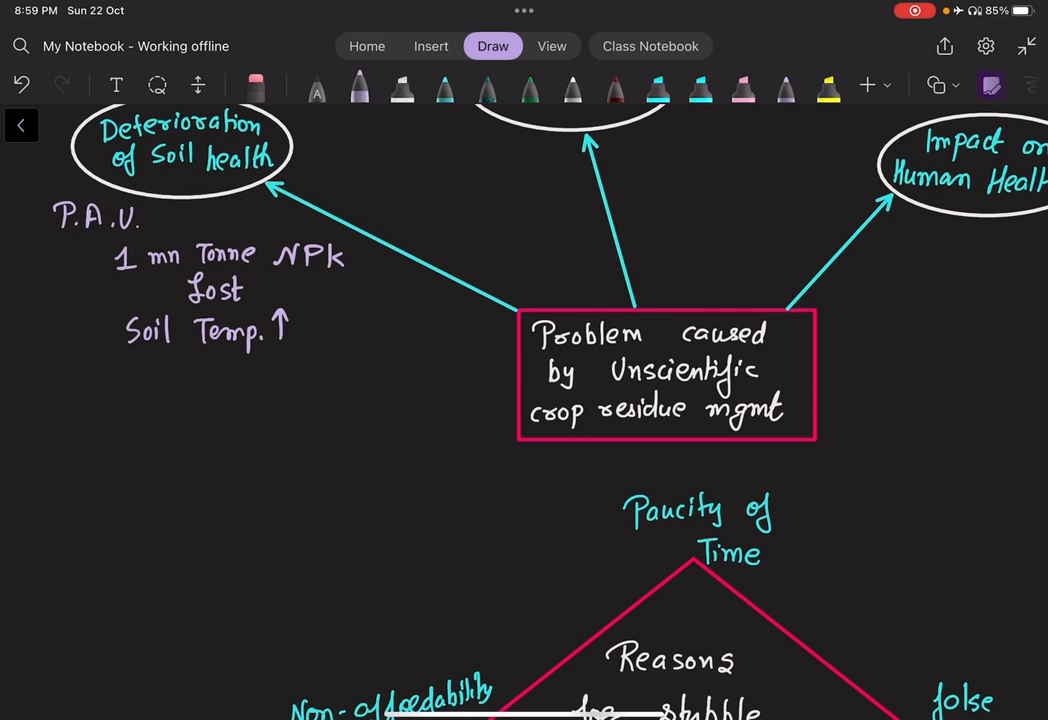 8:59 PM Sun 22 Oct
85%
My Notebook - Working offline
Home Insert Draw View Class Notebook
T
A
Deterioration
of Soil health
Impact on
Human Healt
P.A.U.
1 mn Tonne NPK
Lost
Soil Temp. ↑
Problem caused
by Unscientific
crop residue mgmt
Paucity of
Time
Reasons
for stubble
Non-affordability
false